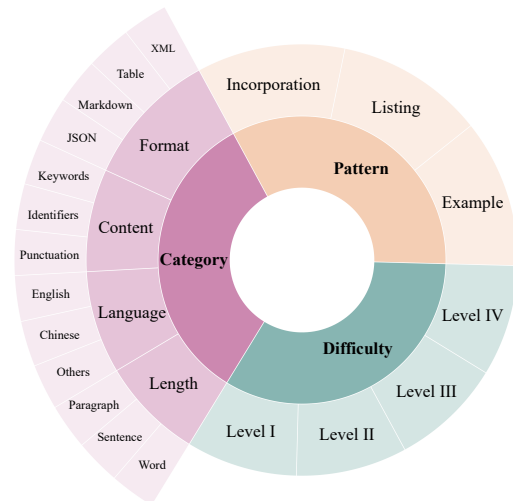 XML
Table
Markdown
JSON
Keywords
Identifiers
Punctuation
English
Chinese
Others
Paragraph
Sentence
Word
Format
Content
Language
Length
Category
Incorporation
Listing
Example
Pattern
Level IV
Level III
Level II
Level I
Difficulty